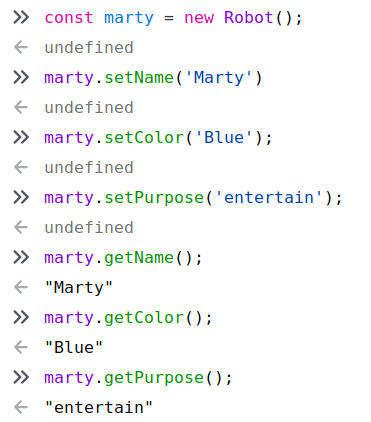 » const marty = new Robot();
← undefined
» marty.setName('Marty')
← undefined
» marty.setColor('Blue');
← undefined
» marty.setPurpose('entertain');
← undefined
» marty.getName();
← "Marty"
» marty.getColor();
← "Blue"
» marty.getPurpose();
← "entertain"